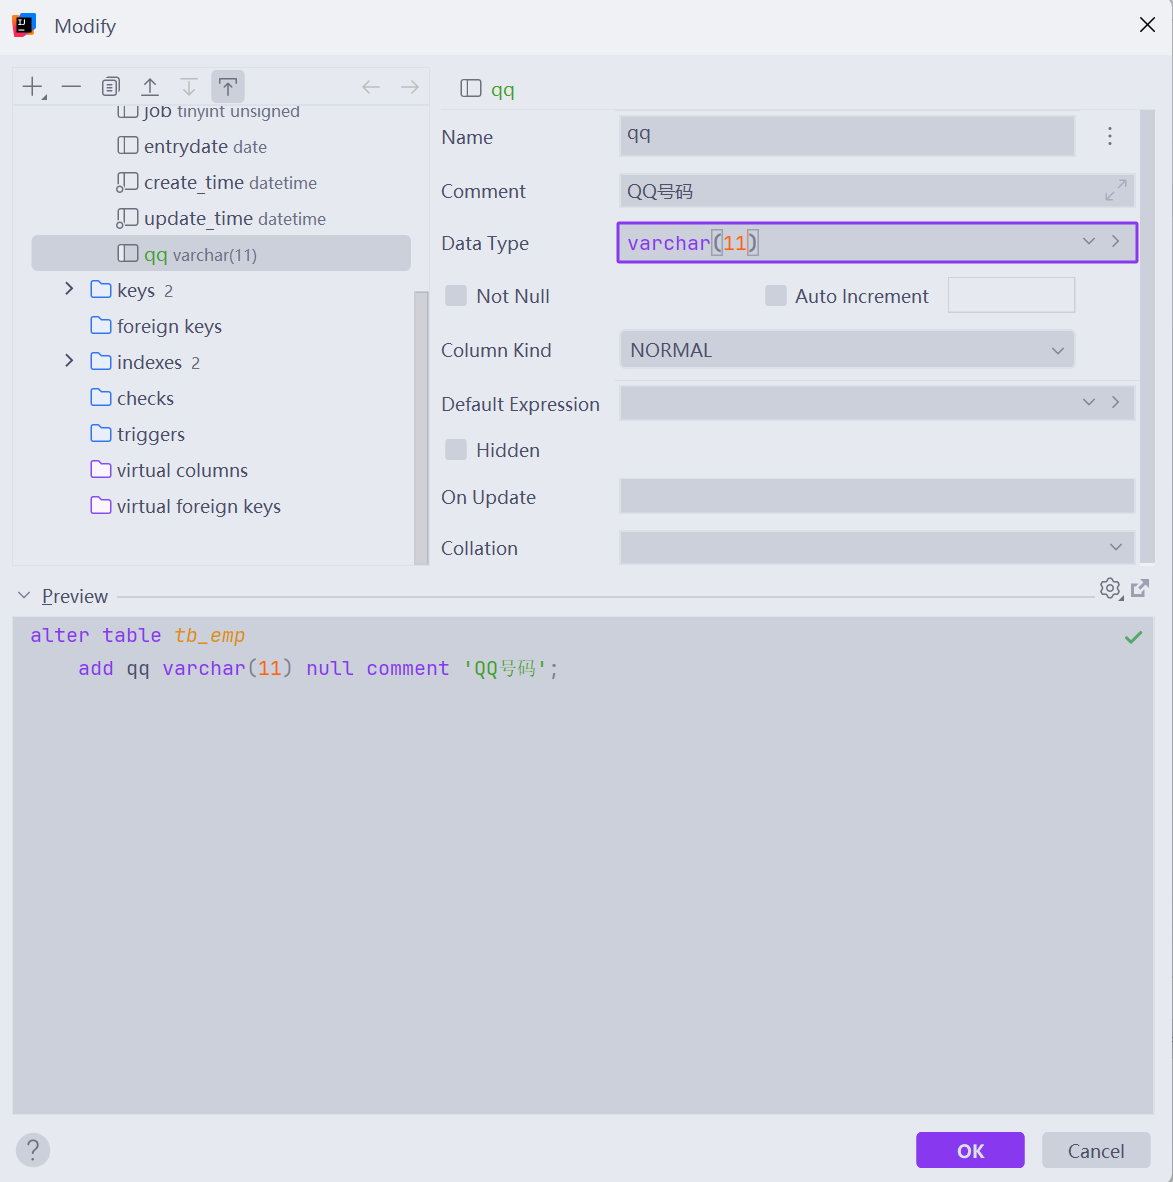 Modify
job tinyint unsigned
entrydate date
create_time datetime
update_time datetime
qq varchar(11)
keys 2
foreign keys
indexes 2
checks
triggers
virtual columns
virtual foreign keys
qq
Name qq
Comment QQ号码
Data Type varchar(11)
Not Null Auto Increment
Column Kind NORMAL
Default Expression
Hidden
On Update
Collation
Preview
alter table tb_emp
add qq varchar(11) null comment 'QQ号码';
? OK Cancel